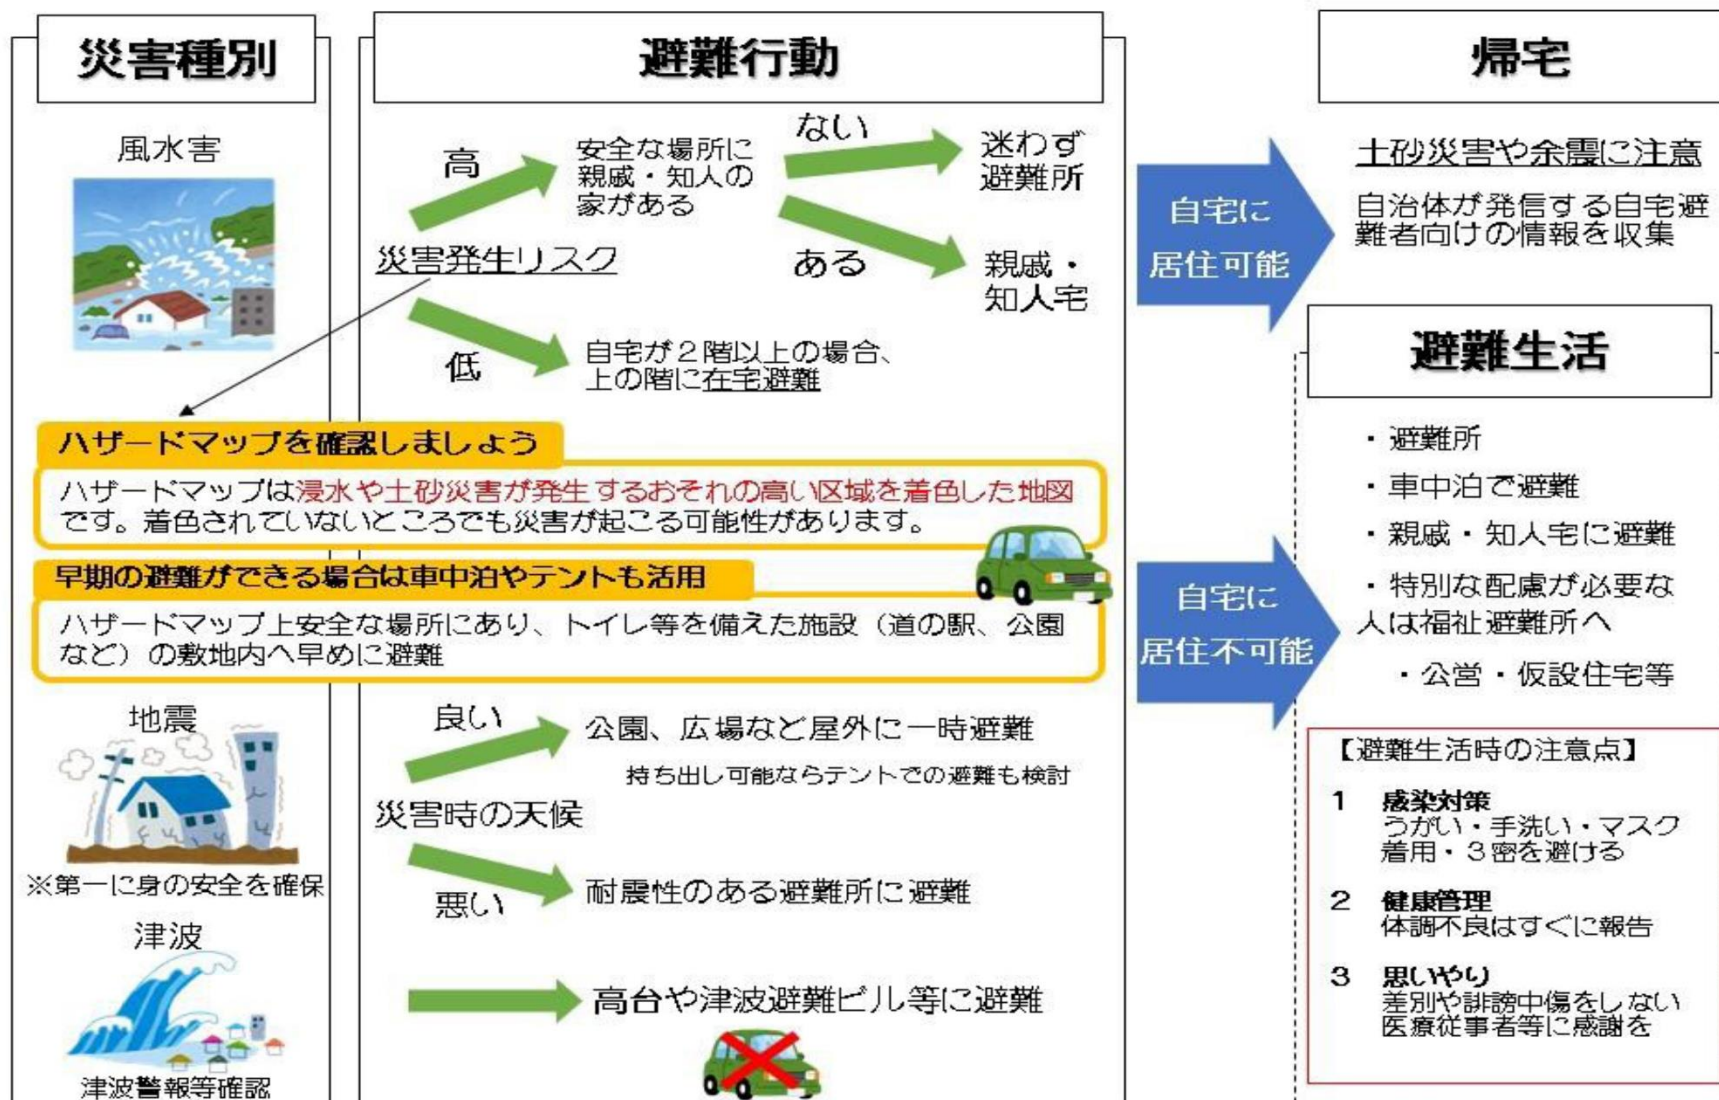 災害種別
避難行動
帰宅
風水害
高
安全な場所に
親戚・知人の
家がある
ない
迷わず
避難所
ある
親戚・
知人宅
災害発生リスク
低
自宅が2階以上の場合、
上の階に在宅避難
ハザードマップを確認しましょう
ハザードマップは浸水や土砂災害が発生するおそれの高い区域を着色した地図
です。着色されていないところでも災害が起こる可能性があります。
早期の避難ができる場合は車中泊やテントも活用
ハザードマップ上安全な場所にあり、トイレ等を備えた施設（道の駅、公園
など）の敷地内へ早めに避難
地震
※第一に身の安全を確保
良い
公園、広場など屋外に一時避難
持ち出し可能ならテントでの避難も検討
災害時の天候
悪い
耐震性のある避難所に避難
津波
津波警報等確認
高台や津波避難ビル等に避難
自宅に
居住可能
土砂災害や余震に注意
自治体が発信する自宅避
難者向けの情報を収集
自宅に
居住不可能
避難生活
・避難所
・車中泊で避難
・親戚・知人宅に避難
・特別な配慮が必要な
人は福祉避難所へ
・公営・仮設住宅等
【避難生活時の注意点】
1 感染対策
うがい・手洗い・マスク
着用・3密を避ける
2 健康管理
体調不良はすぐに報告
3 思いやり
差別や誹謗中傷をしない
医療従事者等に感謝を